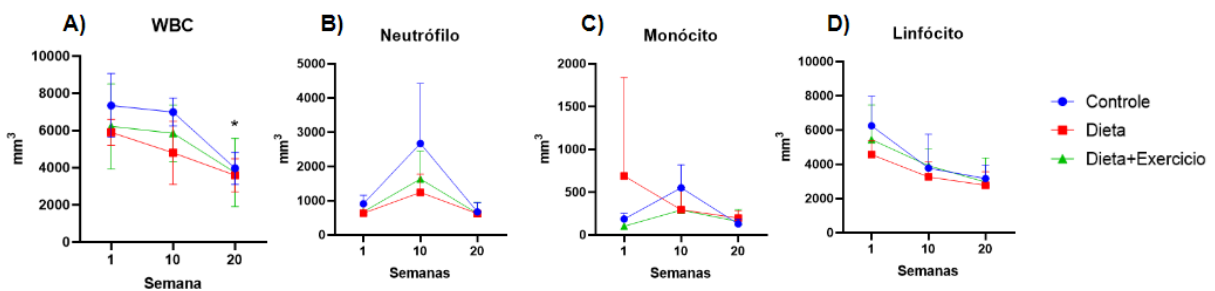 A) WBC
mm³
10000
8000
6000
4000
2000
0
*
1 10 20
Semana
B) Neutrófilo
mm³
5000
4000
3000
2000
1000
0
1 10 20
Semanas
C) Monócito
mm³
2000
1500
1000
500
0
1 10 20
Semanas
D) Linfócito
mm³
10000
8000
6000
4000
2000
0
1 10 20
Semanas
Controle
Dieta
Dieta+Exercicio